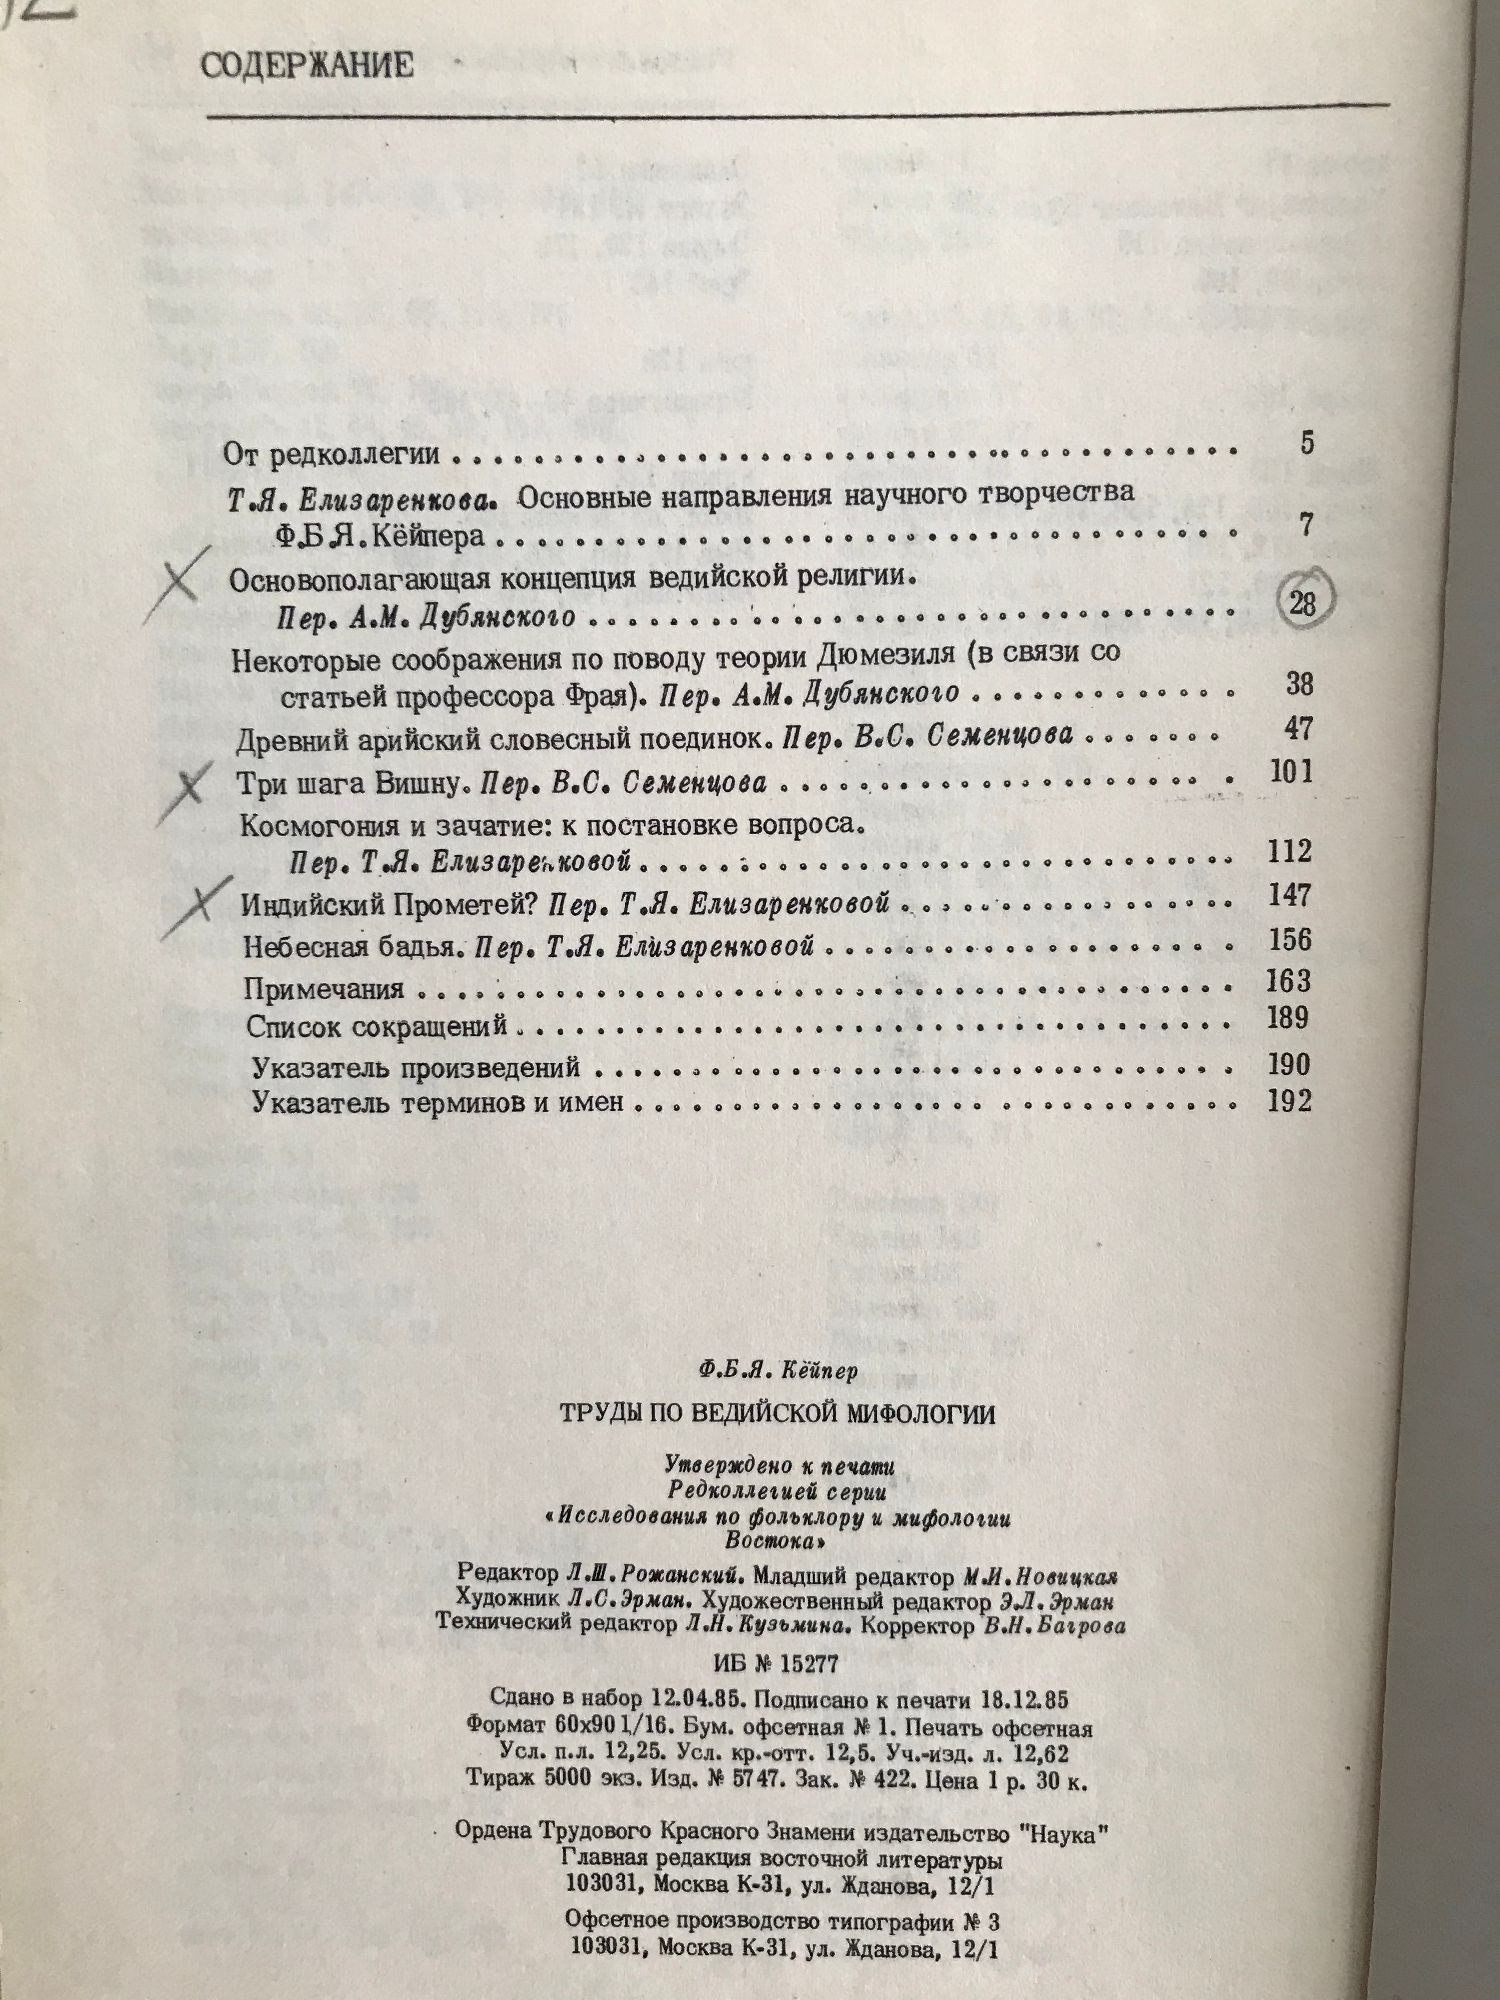 СОДЕРЖАНИЕ
От редколлегии . . . . . . . . . . . . . . . . . . . . . . . . . . . . . . . . . . . . . . . 5
Т.Я. Елизаренкова. Основные направления научного творчества
Ф.Б.Я. Кёйпера . . . . . . . . . . . . . . . . . . . . . . . . . . . . . . . . . . . . 7
Основополагающая концепция ведийской религии.
Пер. А.М. Дубянского . . . . . . . . . . . . . . . . . . . . . . . . . . . . . . . 28
Некоторые соображения по поводу теории Дюмезиля (в связи со
статьей профессора Фрая). Пер. А.М. Дубянского . . . . . . . . . . . . . 38
Древний арийский словесный поединок. Пер. В.С. Семенцова . . . . . . . 47
Три шага Вишну. Пер. В.С. Семенцова . . . . . . . . . . . . . . . . . . . . . . 101
Космогония и зачатие: к постановке вопроса.
Пер. Т.Я. Елизаренковой . . . . . . . . . . . . . . . . . . . . . . . . . . . . . 112
Индийский Прометей? Пер. Т.Я. Елизаренковой . . . . . . . . . . . . . . . . 147
Небесная бадья. Пер. Т.Я. Елизаренковой . . . . . . . . . . . . . . . . . . . . 156
Примечания . . . . . . . . . . . . . . . . . . . . . . . . . . . . . . . . . . . . . . . . 163
Список сокращений . . . . . . . . . . . . . . . . . . . . . . . . . . . . . . . . . . . 189
Указатель произведений . . . . . . . . . . . . . . . . . . . . . . . . . . . . . . . . 190
Указатель терминов и имен . . . . . . . . . . . . . . . . . . . . . . . . . . . . . . 192
Ф.Б.Я. Кёйпер
ТРУДЫ ПО ВЕДИЙСКОЙ МИФОЛОГИИ
Утверждено к печати
Редколлегией серии
«Исследования по фольклору и мифологии
Востока»
Редактор Л.Ш. Рожанский. Младший редактор М.И. Новицкая
Художник Л.С. Эрман. Художественный редактор Э.Л. Эрман
Технический редактор Л.Н. Кузьмина. Корректор В.Н. Багрова
ИБ № 15277
Сдано в набор 12.04.85. Подписано к печати 18.12.85
Формат 60х90 1/16. Бум. офсетная № 1. Печать офсетная
Усл. п.л. 12,25. Усл. кр.-отт. 12,5. Уч.-изд. л. 12,62
Тираж 5000 экз. Изд. № 5747. Зак. № 422. Цена 1 р. 30 к.
Ордена Трудового Красного Знамени издательство "Наука"
Главная редакция восточной литературы
103031, Москва К-31, ул. Жданова, 12/1
Офсетное производство типографии № 3
103031, Москва К-31, ул. Жданова, 12/1